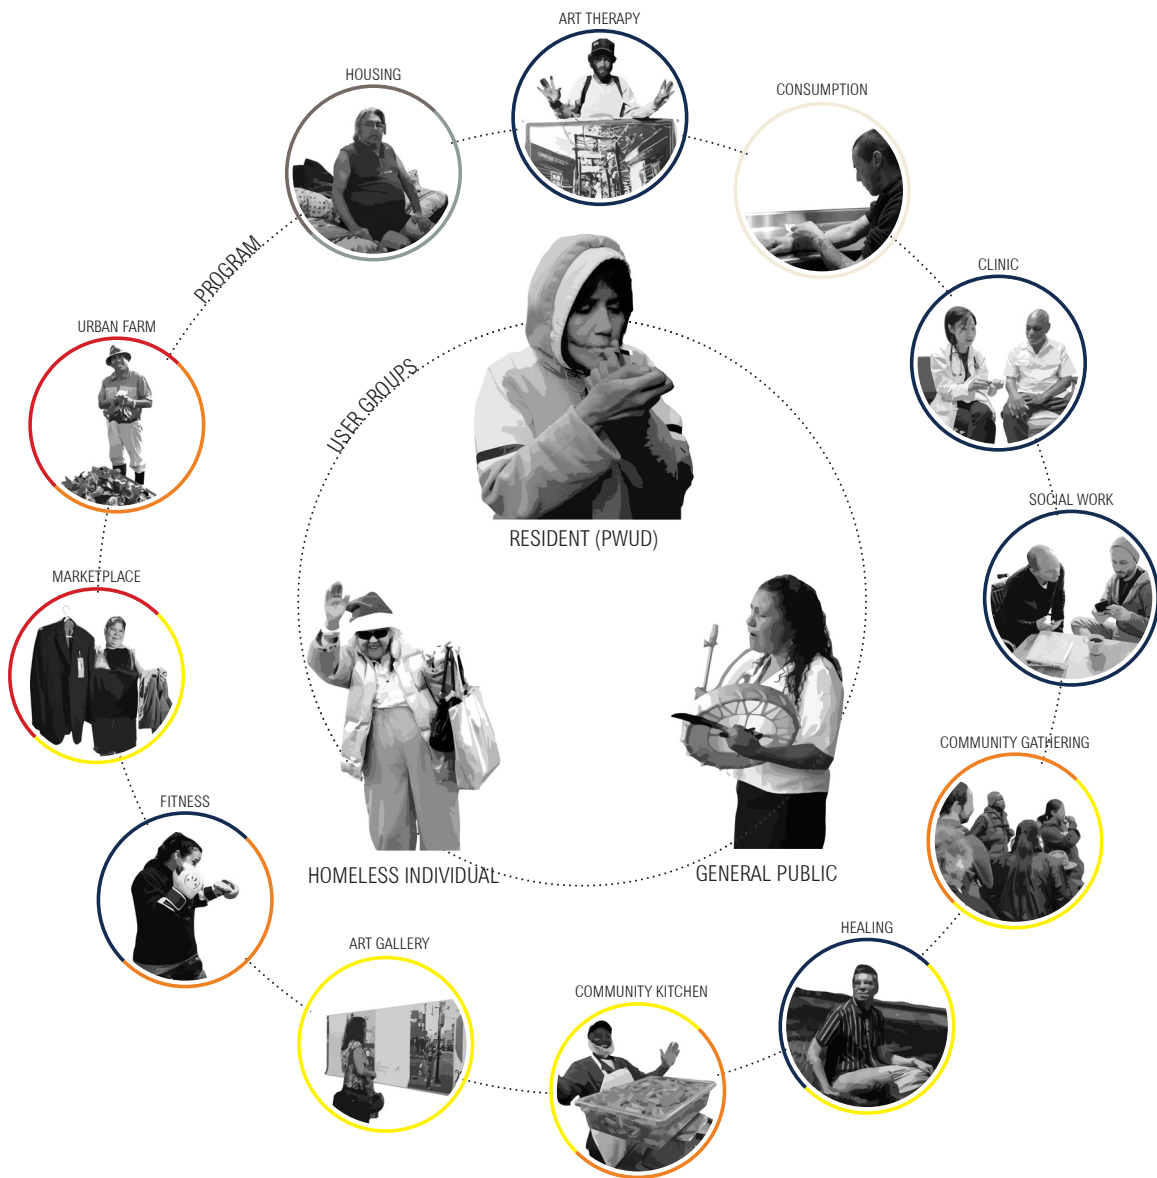 ART THERAPY
HOUSING
CONSUMPTION
PROGRAM
CLINIC
URBAN FARM
USER GROUPS
SOCIAL WORK
RESIDENT (PWUD)
MARKETPLACE
COMMUNITY GATHERING
FITNESS
HOMELESS INDIVIDUAL
GENERAL PUBLIC
HEALING
ART GALLERY
COMMUNITY KITCHEN